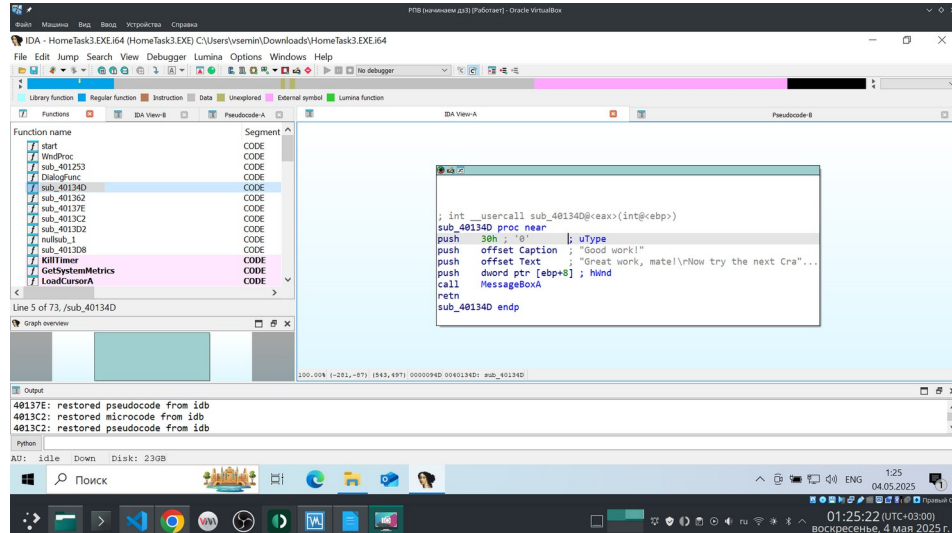 РПВ (начинаем дз3) [Работает] - Oracle VirtualBox
Файл Машина Вид Ввод Устройства Справка
IDA - HomeTask3.EXE.i64 (HomeTask3.EXE) C:\Users\vsemin\Downloads\HomeTask3.EXE.i64
File Edit Jump Search View Debugger Lumina Options Windows Help
No debugger
Library function Regular function Instruction Data Unexplored External symbol Lumina function
Functions IDA View-B Pseudocode-A IDA View-A Pseudocode-B
Function name Segment
start CODE
WndProc CODE
sub_401253 CODE
DialogFunc CODE
sub_40134D CODE
sub_401362 CODE
sub_40137E CODE
sub_4013C2 CODE
sub_4013D2 CODE
nullsub_1 CODE
sub_4013D8 CODE
KillTimer CODE
GetSystemMetrics CODE
LoadCursorA CODE
Line 5 of 73, /sub_40134D
Graph overview
; int __usercall sub_40134D@<eax>(int@<ebp>)
sub_40134D proc near
push 30h ; '0' ; uType
push offset Caption ; "Good work!"
push offset Text ; "Great work, mate!\rNow try the next Cra"...
push dword ptr [ebp+8] ; hWnd
call MessageBoxA
retn
sub_40134D endp
100.00% (-281,-87) (543,497) 0000094D 0040134D: sub_40134D
Output
40137E: restored pseudocode from idb
4013C2: restored microcode from idb
4013C2: restored pseudocode from idb
Python
AU: idle Down Disk: 23GB
Поиск
ENG
1:25
04.05.2025
Правый C
ru
01:25:22 (UTC+03:00)
воскресенье, 4 мая 2025 г.